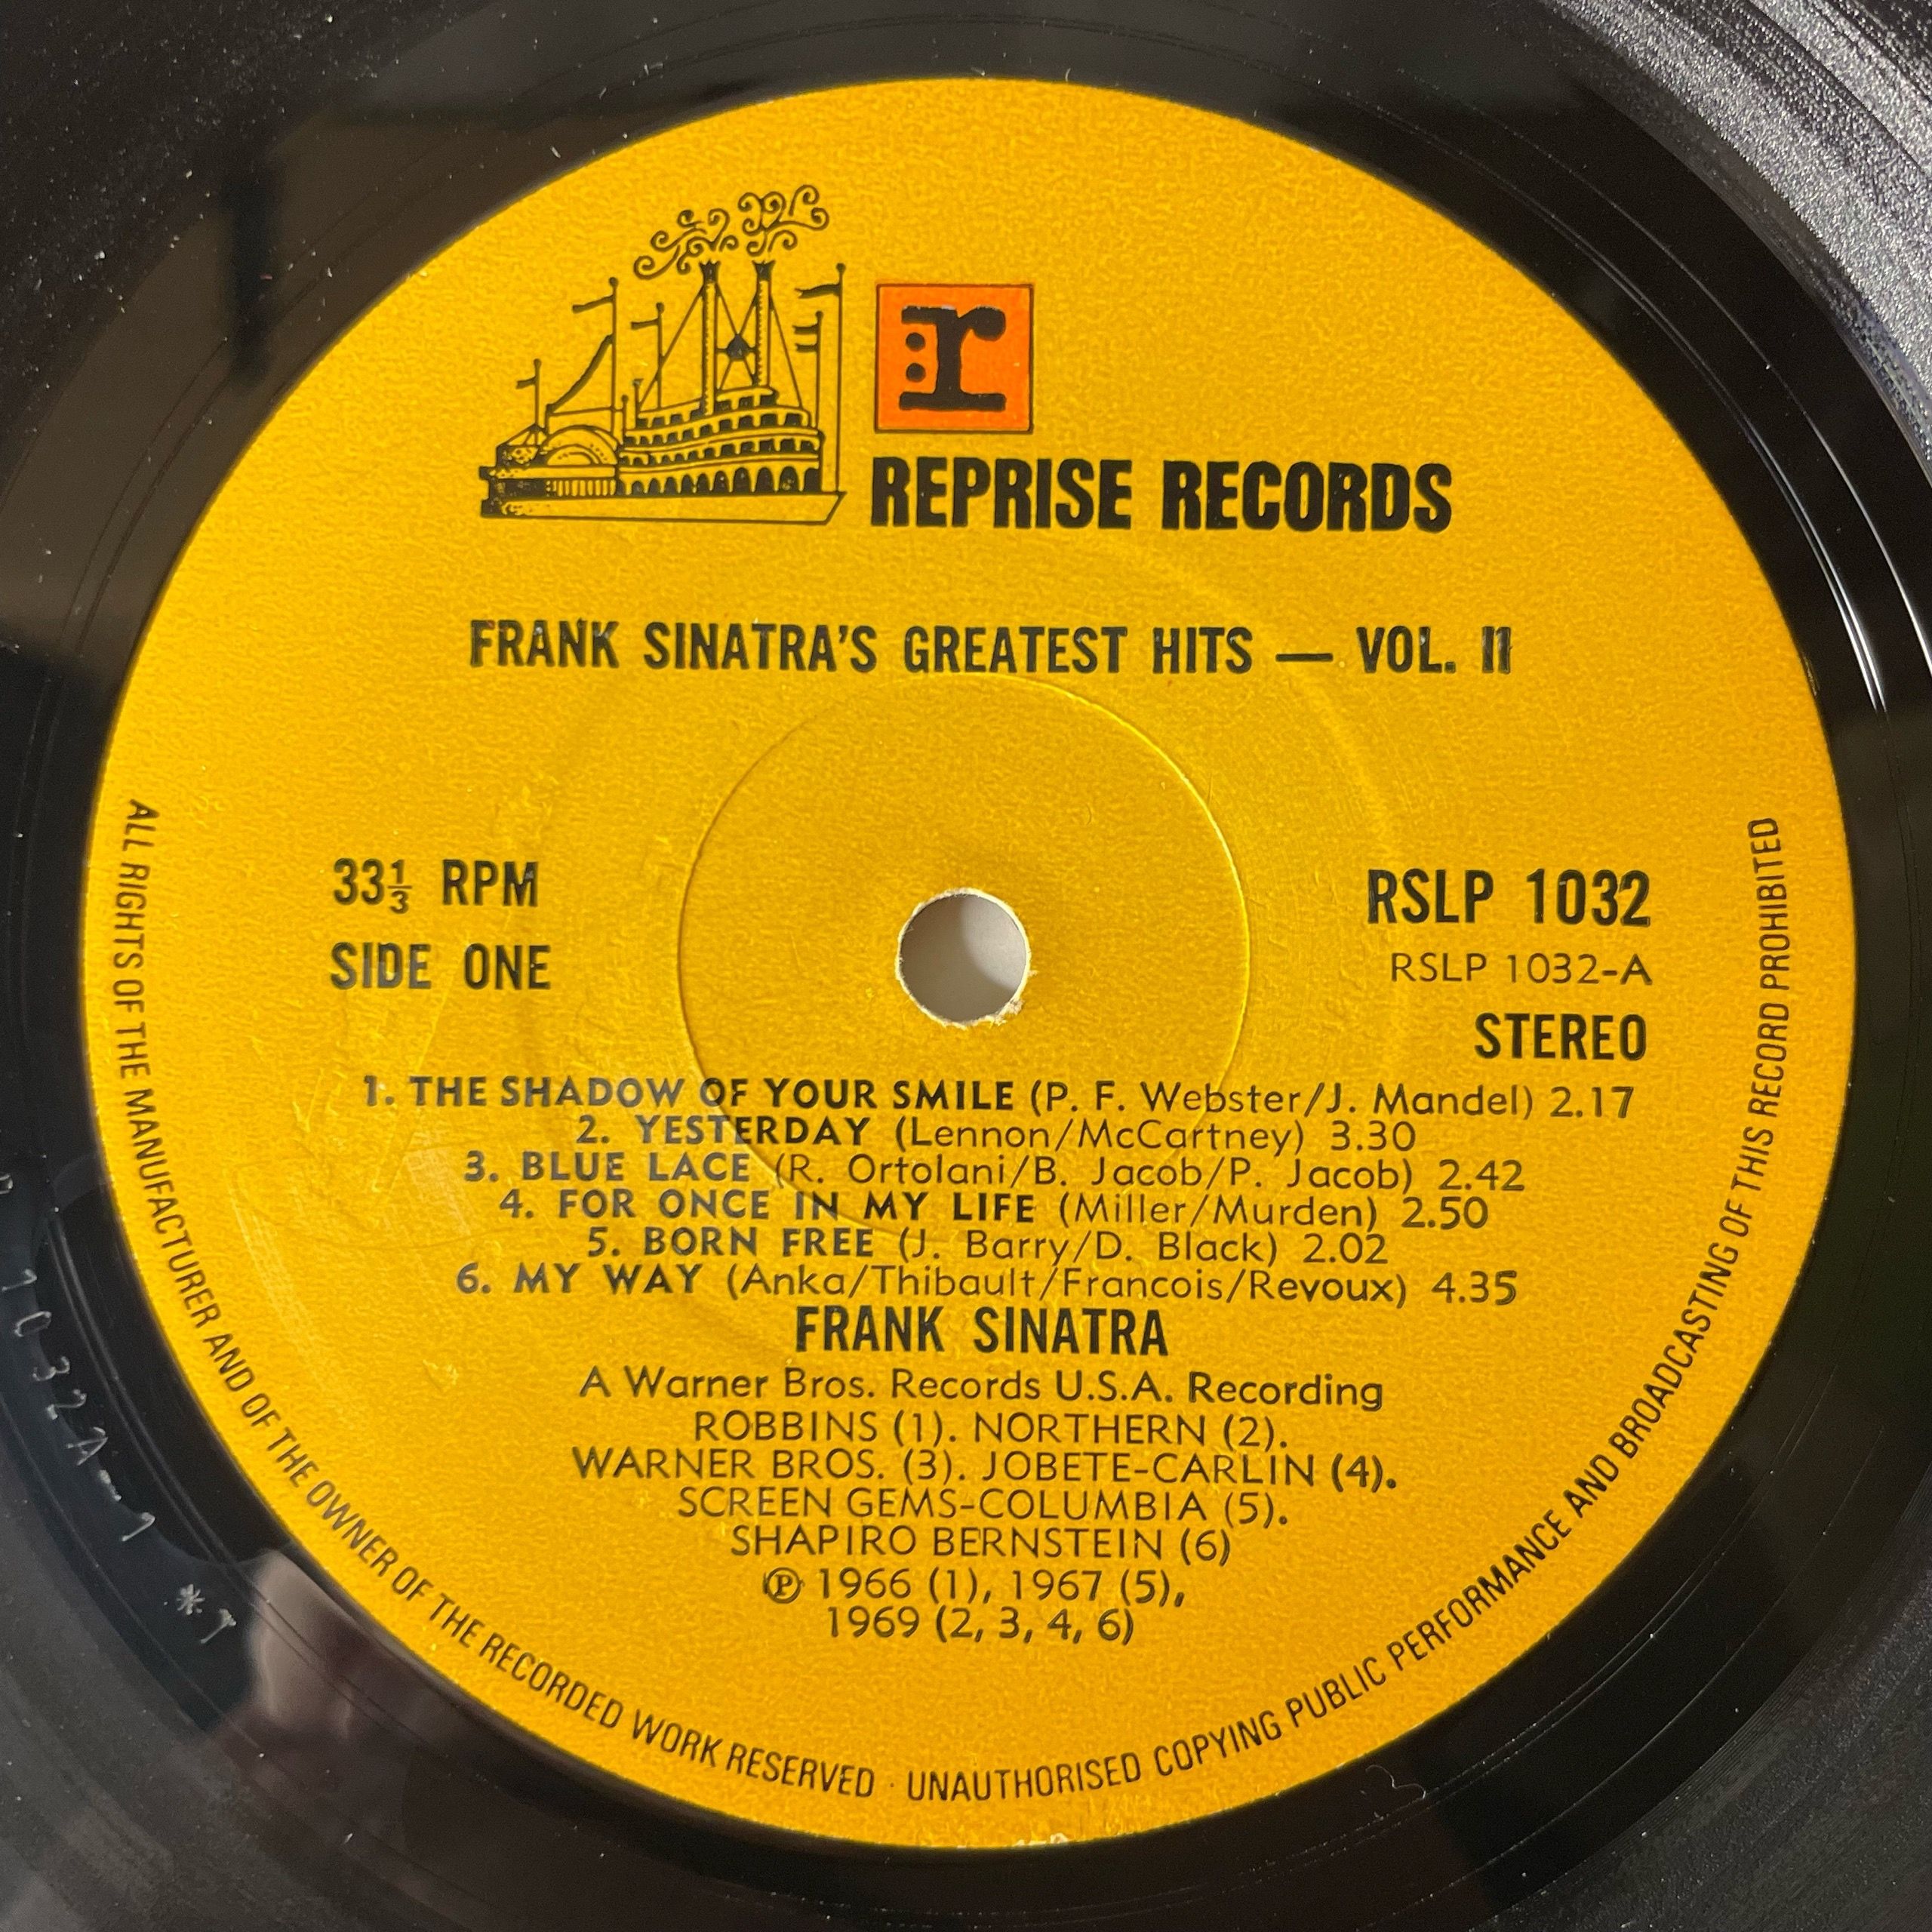 r
REPRISE RECORDS
FRANK SINATRA'S GREATEST HITS — VOL. II
33⅓ RPM
SIDE ONE
RSLP 1032
RSLP 1032-A
STEREO
1. THE SHADOW OF YOUR SMILE (P. F. Webster/J. Mandel) 2.17
2. YESTERDAY (Lennon/McCartney) 3.30
3. BLUE LACE (R. Ortolani/B. Jacob/P. Jacob) 2.42
4. FOR ONCE IN MY LIFE (Miller/Murden) 2.50
5. BORN FREE (J. Barry/D. Black) 2.02
6. MY WAY (Anka/Thibault/Francois/Revoux) 4.35
FRANK SINATRA
A Warner Bros. Records U.S.A. Recording
ROBBINS (1). NORTHERN (2).
WARNER BROS. (3). JOBETE-CARLIN (4).
SCREEN GEMS-COLUMBIA (5).
SHAPIRO BERNSTEIN (6)
Ⓟ 1966 (1), 1967 (5),
1969 (2, 3, 4, 6)
ALL RIGHTS OF THE MANUFACTURER AND OF THE OWNER OF THE RECORDED WORK RESERVED · UNAUTHORISED COPYING PUBLIC PERFORMANCE AND BROADCASTING OF THIS RECORD PROHIBITED
1032A-1